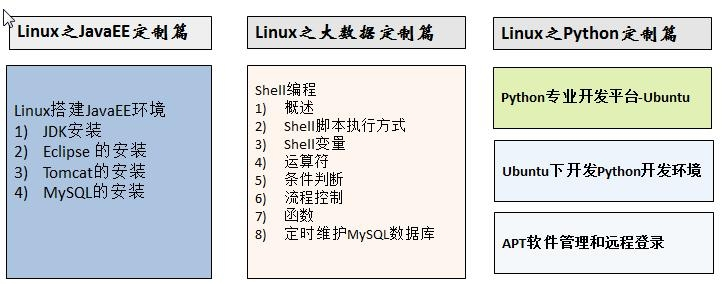 Linux之JavaEE定制篇
Linux搭建JavaEE环境
1) JDK安装
2) Eclipse 的安装
3) Tomcat的安装
4) MySQL的安装
Linux之大数据定制篇
Shell编程
1) 概述
2) Shell脚本执行方式
3) Shell变量
4) 运算符
5) 条件判断
6) 流程控制
7) 函数
8) 定时维护MySQL数据库
Linux之Python定制篇
Python专业开发平台-Ubuntu
Ubuntu下开发Python开发环境
APT软件管理和远程登录